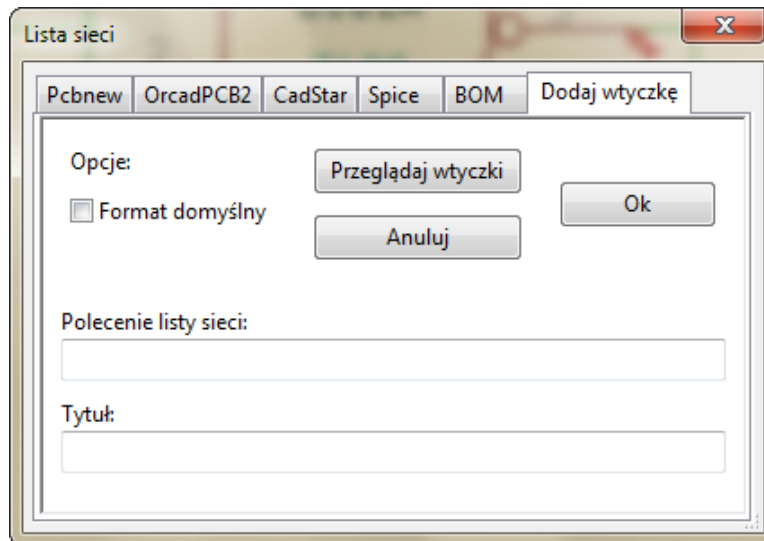 Lista sieci
Pcbnew OrcadPCB2 CadStar Spice BOM Dodaj wtyczkę
Opcje:
Przeglądaj wtyczki
Format domyślny
Ok
Anuluj
Polecenie listy sieci:
Tytuł: